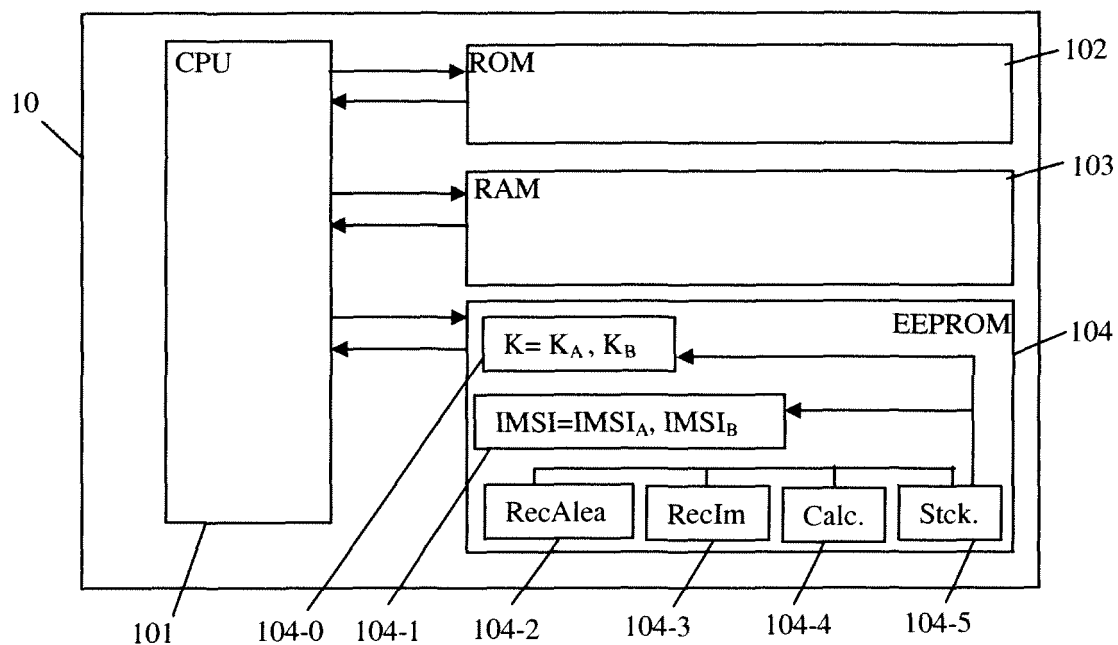 CPU
ROM
102
10
103
RAM
EEPROM
104
K= K_A , K_B
IMSI=IMSI_A, IMSI_B
RecAlea
RecIm
Calc.
Stck.
101
104-0
104-1
104-2
104-3
104-4
104-5